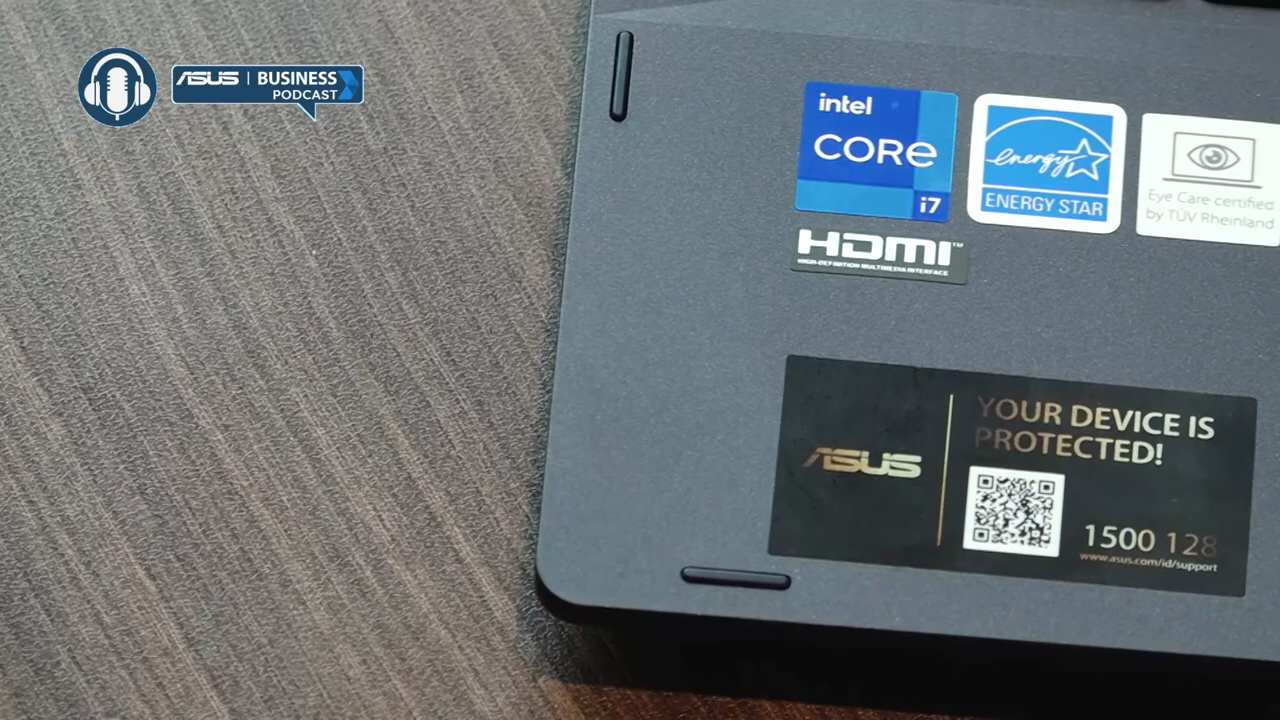 ASUS | BUSINESS
PODCAST
intel
CORE
i7
energy
ENERGY STAR
Eye Care certified
by TÜV Rheinland
HDMI™
HIGH-DEFINITION MULTIMEDIA INTERFACE
ASUS
YOUR DEVICE IS
PROTECTED!
1500 128
www.asus.com/id/support